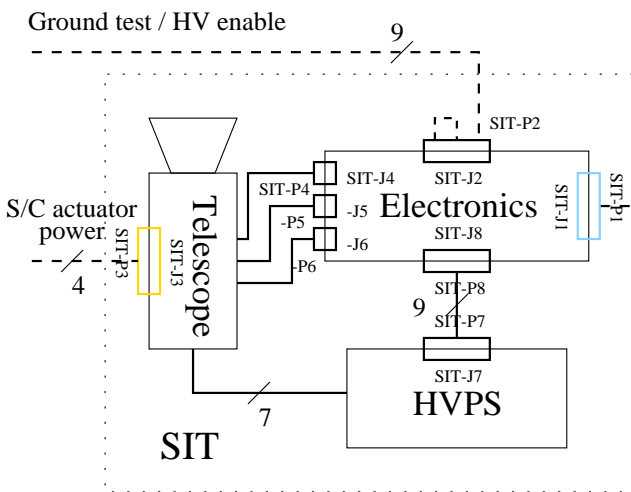 Ground test / HV enable
9
SIT-P2
SIT-J4
SIT-J2
SIT-P4
-J5
Electronics
SIT-J1
SIT-P1
S/C actuator
power
SIT-P3
SIT-J3
Telescope
-P5
-J6
SIT-J8
-P6
4
SIT-P8
9
SIT-P7
SIT-J7
HVPS
7
SIT